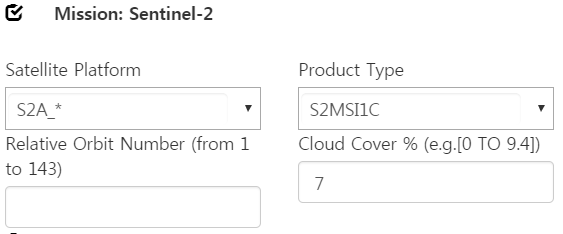 Mission: Sentinel-2
Satellite Platform
Product Type
S2A_*
S2MSI1C
Relative Orbit Number (from 1
to 143)
Cloud Cover % (e.g.[0 TO 9.4])
7